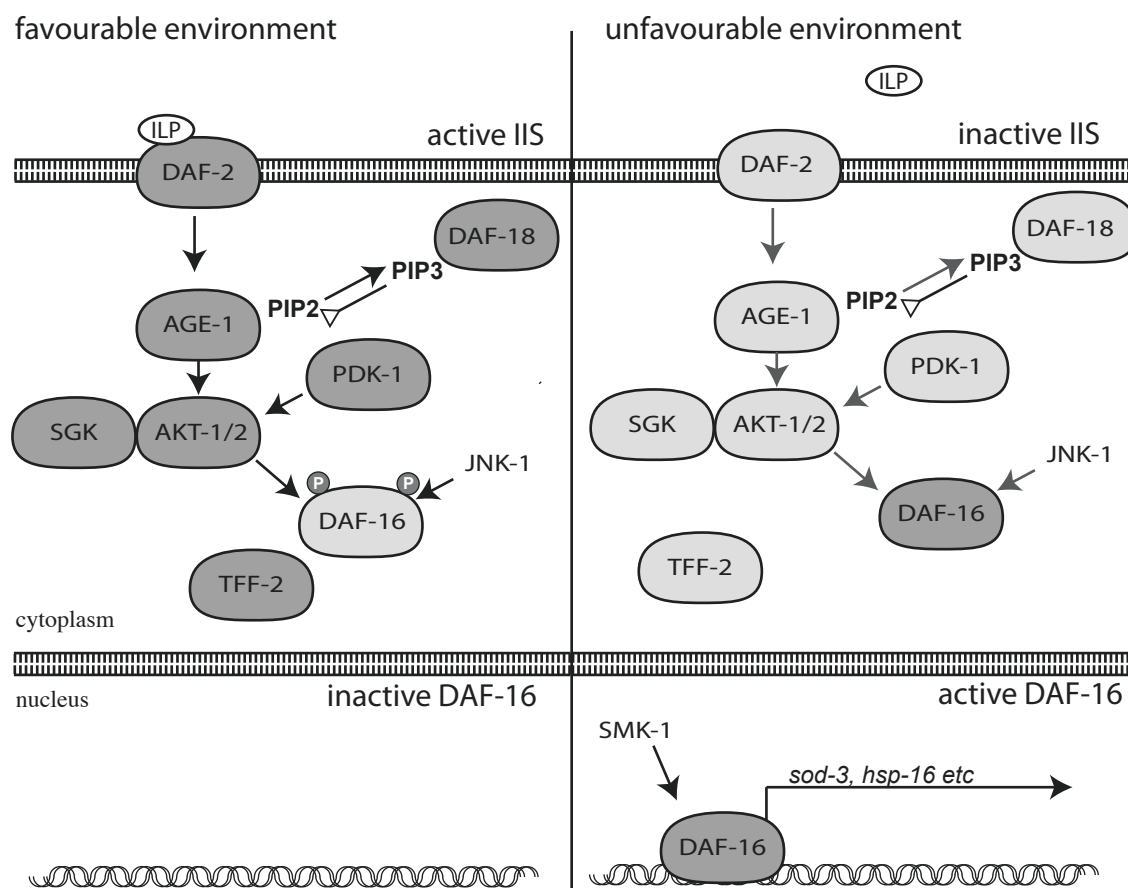 favourable environment
ILP
active IIS
DAF-2
DAF-18
PIP3
PIP2
AGE-1
PDK-1
SGK
AKT-1/2
JNK-1
P
P
DAF-16
TFF-2
cytoplasm
nucleus
inactive DAF-16
unfavourable environment
ILP
inactive IIS
DAF-2
DAF-18
PIP3
PIP2
AGE-1
PDK-1
SGK
AKT-1/2
JNK-1
DAF-16
TFF-2
active DAF-16
SMK-1
sod-3, hsp-16 etc
DAF-16